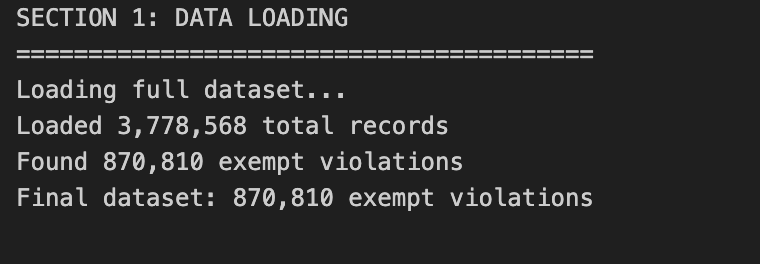 SECTION 1: DATA LOADING
========================================
Loading full dataset...
Loaded 3,778,568 total records
Found 870,810 exempt violations
Final dataset: 870,810 exempt violations